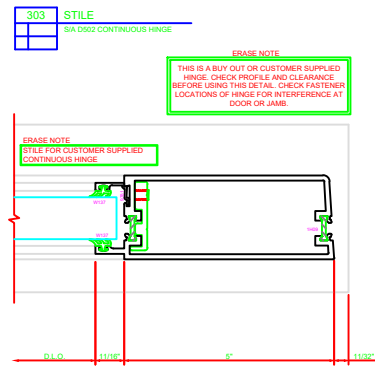 303 STILE
S/A D502 CONTINUOUS HINGE
ERASE NOTE
THIS IS A BUY OUT OR CUSTOMER SUPPLIED
HINGE. CHECK PROFILE AND CLEARANCE
BEFORE USING THIS DETAIL. CHECK FASTENER
LOCATIONS OF HINGE FOR INTERFERENCE AT
DOOR OR JAMB.
ERASE NOTE
STILE FOR CUSTOMER SUPPLIED
CONTINUOUS HINGE
W137
W137
D.L.O. 11/16" 5" 11/32"